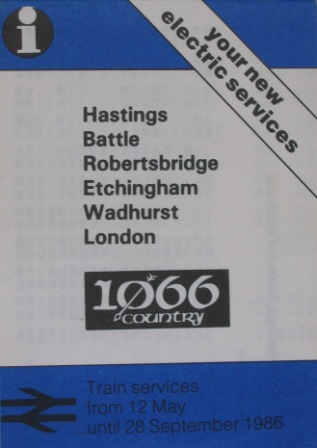 i
your new
electric services
Hastings
Battle
Robertsbridge
Etchingham
Wadhurst
London
1066
COUNTRY
Train services
from 12 May
until 28 September 1986